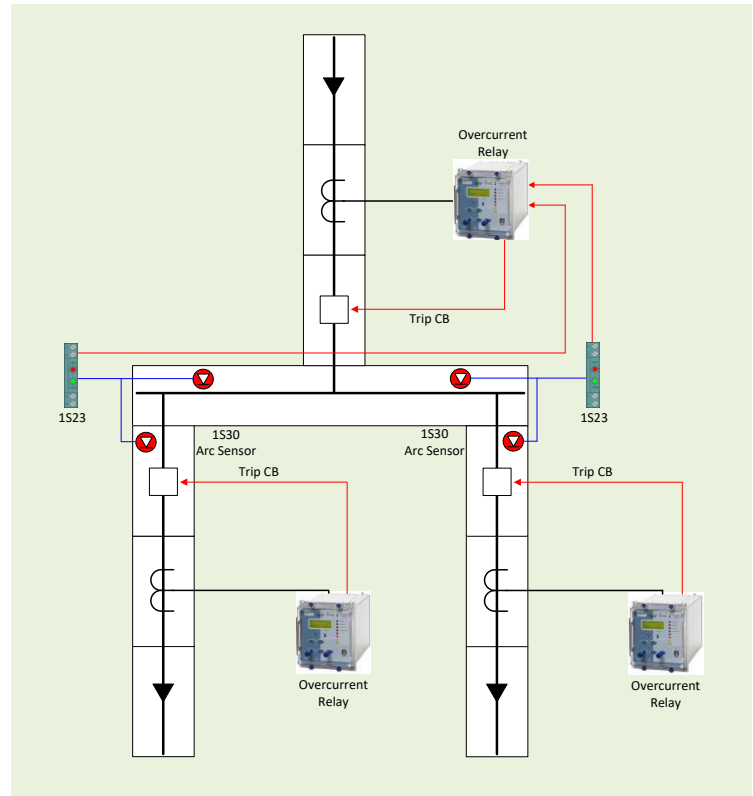 Overcurrent
Relay
Trip CB
1S23
1S23
1S30
Arc Sensor
1S30
Arc Sensor
Trip CB
Trip CB
Overcurrent
Relay
Overcurrent
Relay